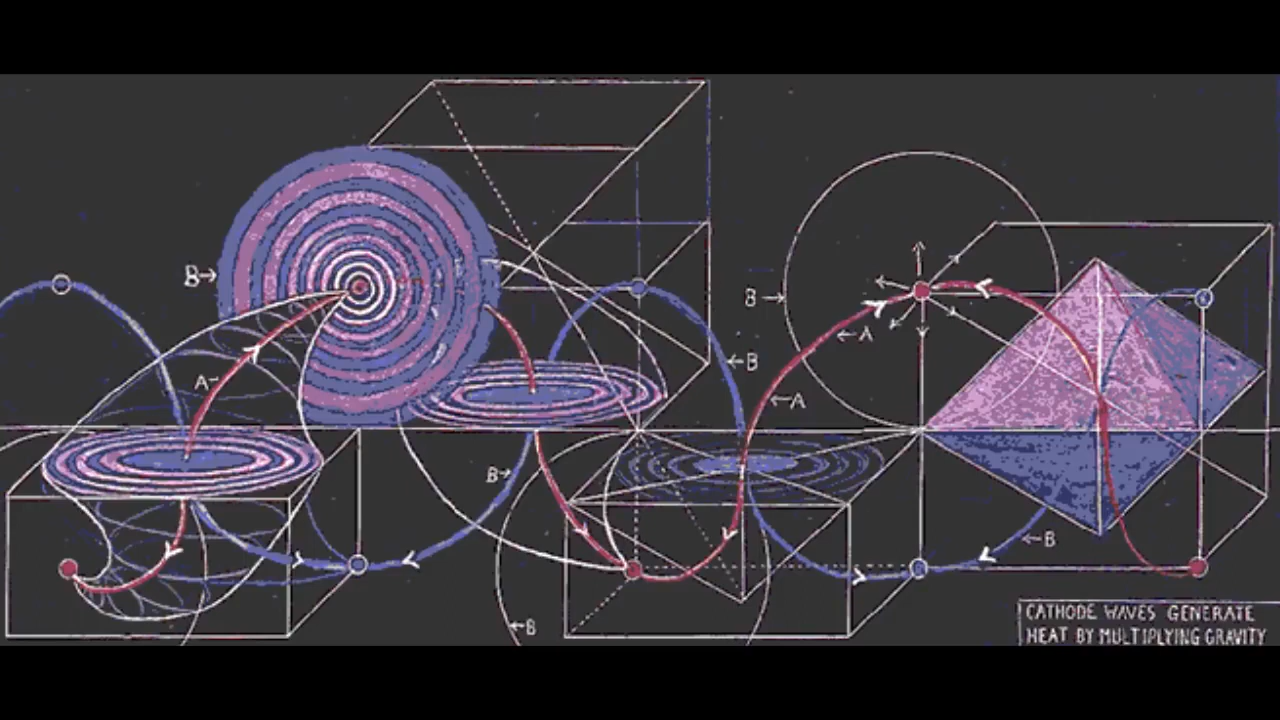 B→
A
B→
B
B→
←A
←B
←A
←B
←B
CATHODE WAVES GENERATE
HEAT BY MULTIPLYING GRAVITY